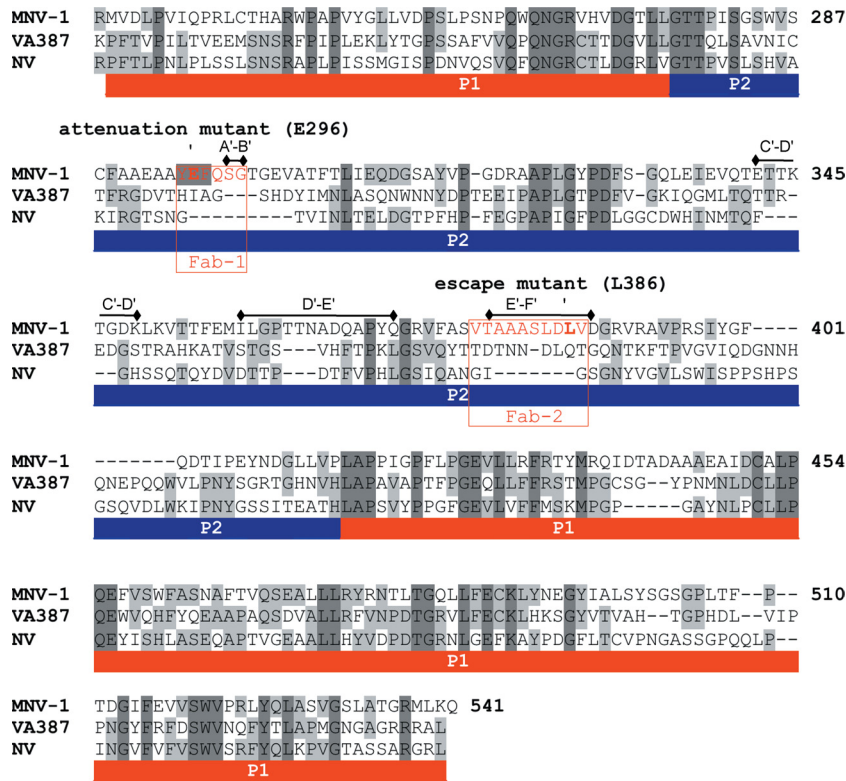 MNV-1 RMVDLPVIQPRLCTHARWPAPVYGLLVDPSLPSNPQWQNGRVHVDGTLLGTTPISGSWVS 287
VA387 KPFTVPILTVEEMSNSRFPIPLEKLYTGPSSAFVVQPQNGRCTTDGVLLGTTQLSAVNIC
NV RPFTLPNLPLSSLSNSRAPLPISSMGISPDNVQSVQFQNGRCTLDGRLVGTTPVSLSHVA
P1 P2
attenuation mutant (E296)
' A'-B' C'-D'
MNV-1 CFAAEAA QSGTGEVATFTLIEQDGSAYVP-GDRAAPLGYPDFS-GQLEIEVQTETTK 345
VA387 TFRGDVTHIAG---SHDYIMNLASQNWNNYDPTEEIPAPLGTPDFV-GKIQGMLTQTTR-
NV KIRGTSNG---------TVINLTELDGTPFHP-FEGPAPIGFPDLGGCDWHINMTQF---
P2
Fab-1
escape mutant (L386)
C'-D' D'-E' E'-F' '
MNV-1 TGDKLKVTTFEMILGPTTNADQAPYQGRVFASVTAAASLDLVDGRVRAVPRSIYGF---- 401
VA387 EDGSTRAHKATVSTGS---VHFTPKLGSVQYTTDTNN-DLQTGQNTKFTPVGVIQDGNNH
NV --GHSSQTQYDVDTTP---DTFVPHLGSIQANGI-------GSGNYVGVLSWISPPSHPS
P2
Fab-2
MNV-1 -------QDTIPEYNDGLLVPLAPPIGPFLPGEVLLRFRTYMRQIDTADAAAEAIDCALP 454
VA387 QNEPQQWVLPNYSGRTGHNVHLAPAVAPTFPGEQLLFFRSTMPGCSG--YPNMNLDCLLP
NV GSQVDLWKIPNYGSSITEATHLAPSVYPPGFGEVLVFFMSKMPGP----GAYNLPCLLP
P2 P1
MNV-1 QEFVSWFASNAFTVQSEALLLRYRNTLTGQLLFECKLYNEGYIALSYSGSGPLTF--P-- 510
VA387 QEWVQHFYQEAAPAQSDVALLRFVNPDTGRVLFECKLHKSGYVTVAH--TGPHDL-VIP
NV QEYISHLASEQAPTVGEAALLHYVDPDTGRNLGEFKAYPDGFLTCVPNGASSGPQQLP--
P1
MNV-1 TDGIFEVVSWVPRLYQLASVGSLATGRMLKQ 541
VA387 PNGYFRFDSWVNQFYTLAPMGNGAGRRRAL
NV INGVFVFVSWVSRFYQLKPVGTASSARGRL
P1